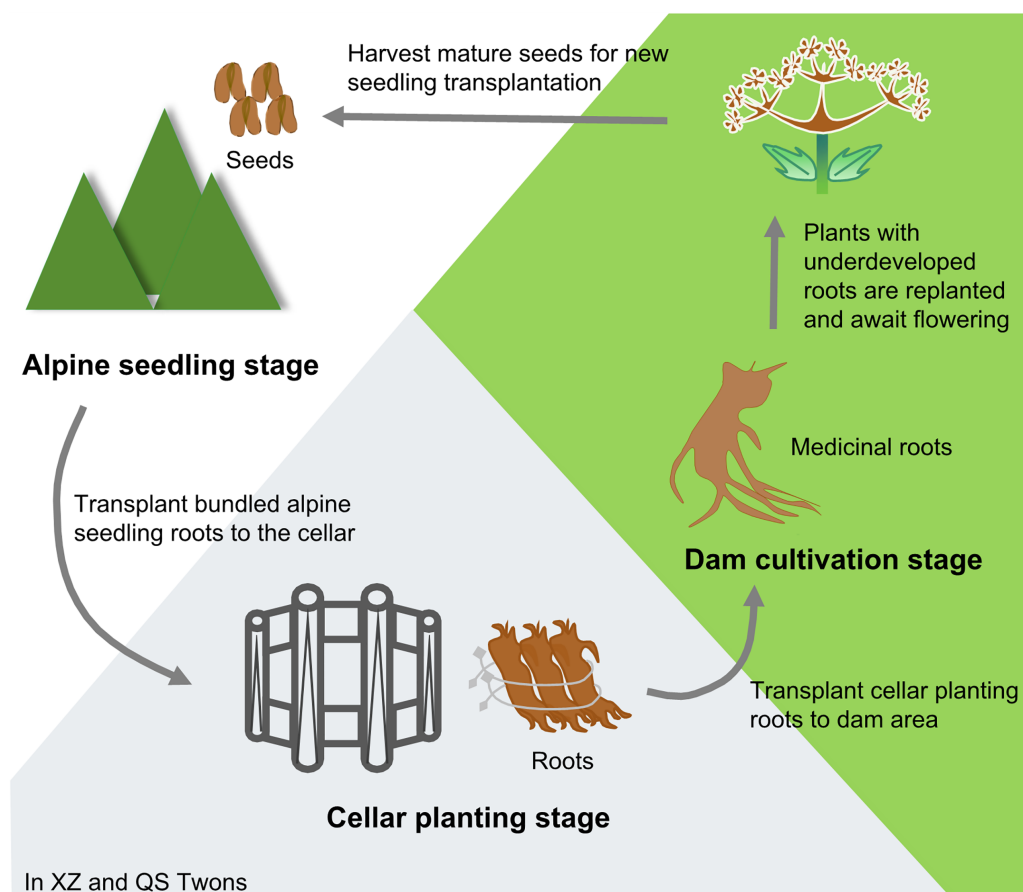 Harvest mature seeds for new
seedling transplantation
Seeds
Plants with
underdeveloped
roots are replanted
and await flowering
Alpine seedling stage
Medicinal roots
Transplant bundled alpine
seedling roots to the cellar
Dam cultivation stage
Transplant cellar planting
roots to dam area
Roots
Cellar planting stage
In XZ and QS Twons